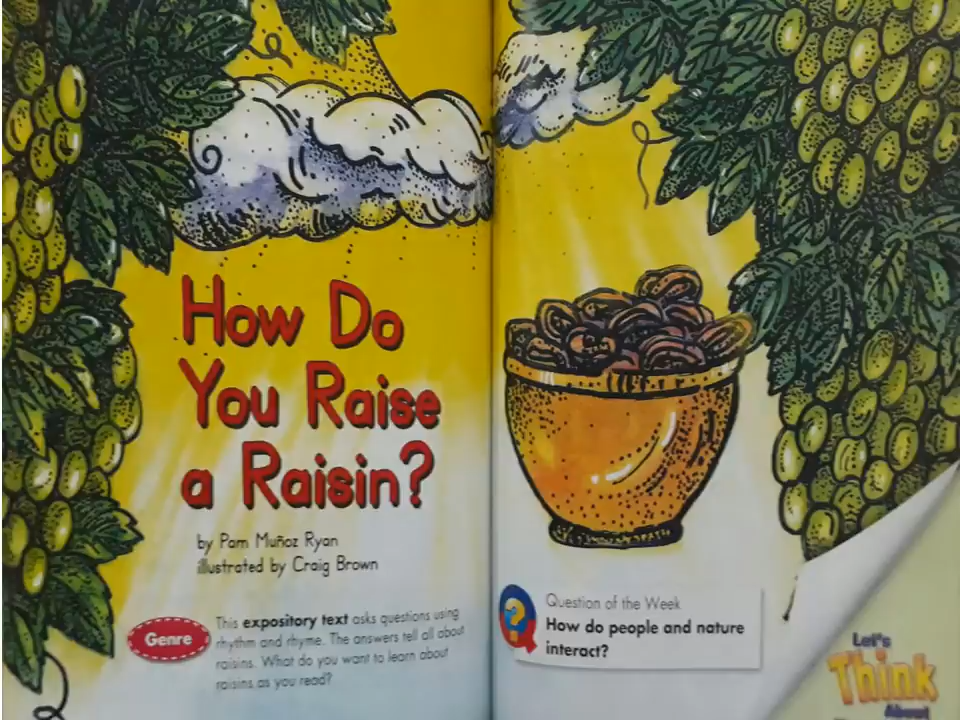 How Do
You Raise
a Raisin?
by Pam Muñoz Ryan
illustrated by Craig Brown
Genre
This expository text asks questions using
rhythm and rhyme. The answers tell all about
raisins. What do you want to learn about
raisins as you read?
?
Question of the Week
How do people and nature
interact?
Let's
Think
About